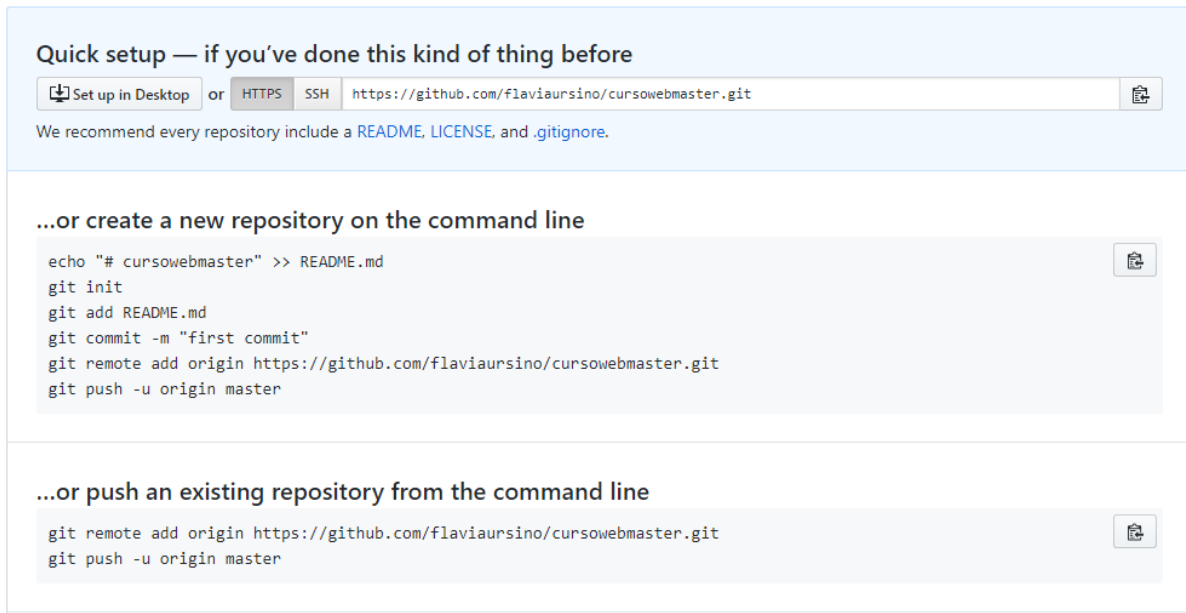 Quick setup — if you’ve done this kind of thing before
Set up in Desktop or HTTPS SSH https://github.com/flaviaursino/cursowebmaster.git
We recommend every repository include a README, LICENSE, and .gitignore.
…or create a new repository on the command line
echo "# cursowebmaster" >> README.md
git init
git add README.md
git commit -m "first commit"
git remote add origin https://github.com/flaviaursino/cursowebmaster.git
git push -u origin master
…or push an existing repository from the command line
git remote add origin https://github.com/flaviaursino/cursowebmaster.git
git push -u origin master